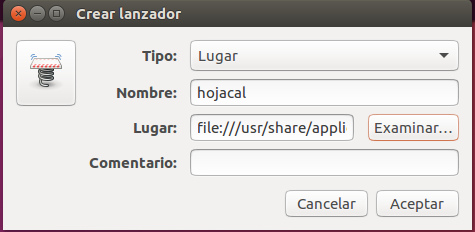 Crear lanzador
Tipo: Lugar
Nombre: hojacal
Lugar: file:///usr/share/appli Examinar...
Comentario:
Cancelar Aceptar